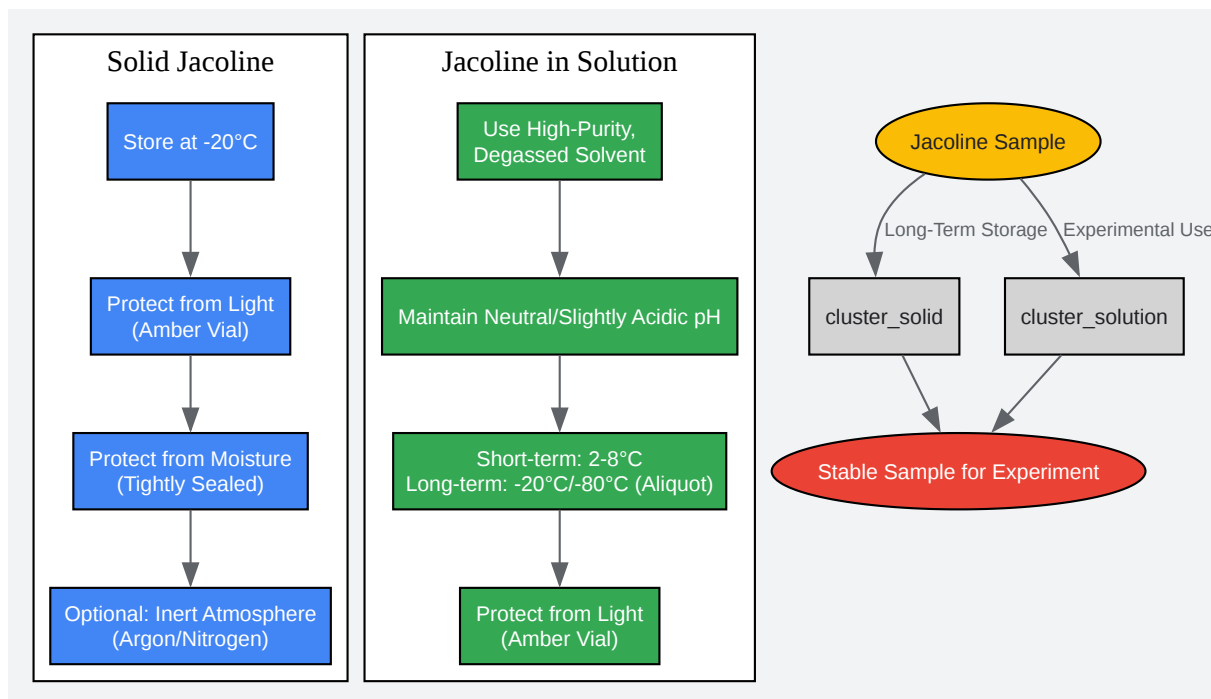 Solid Jacoline
Store at -20°C
Protect from Light
(Amber Vial)
Protect from Moisture
(Tightly Sealed)
Optional: Inert Atmosphere
(Argon/Nitrogen)
Jacoline in Solution
Use High-Purity,
Degassed Solvent
Maintain Neutral/Slightly Acidic pH
Short-term: 2-8°C
Long-term: -20°C/-80°C (Aliquot)
Protect from Light
(Amber Vial)
Jacoline Sample
Long-Term Storage
Experimental Use
cluster_solid
cluster_solution
Stable Sample for Experiment